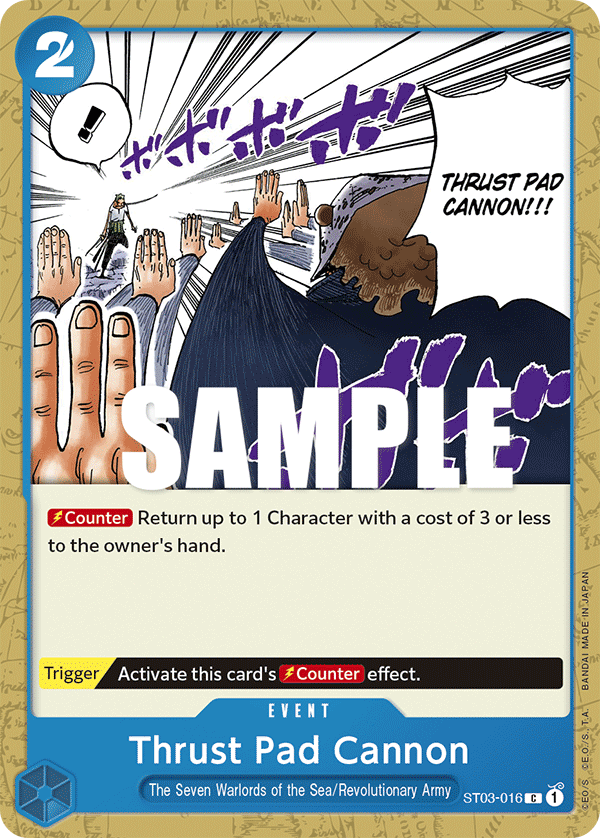 2
!
ボボボボ
THRUST PAD
CANNON!!!
SAMPLE
Counter Return up to 1 Character with a cost of 3 or less
to the owner's hand.
Trigger Activate this card's Counter effect.
EVENT
Thrust Pad Cannon
The Seven Warlords of the Sea/Revolutionary Army
ST03-016 C 1
©E.O/S. ©E.O./S.,T.A. BANDAI MADE IN JAPAN